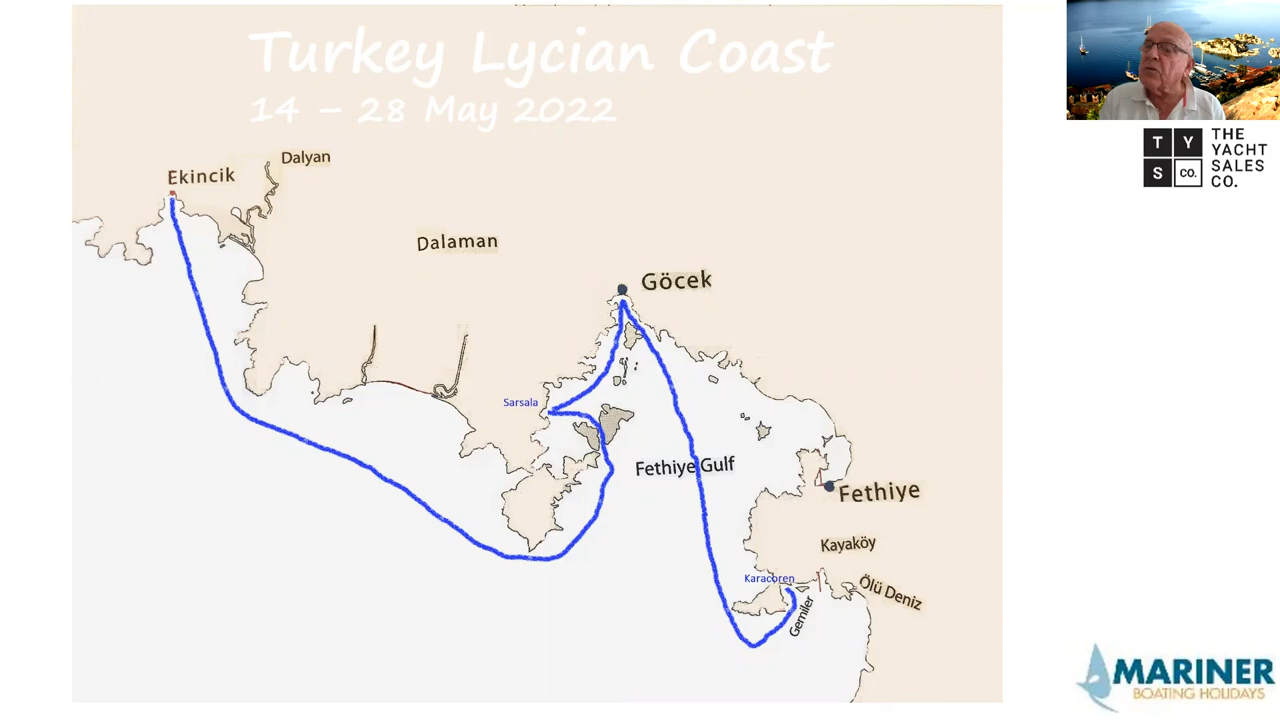 Turkey Lycian Coast
14 – 28 May 2022
Dalyan
Ekincik
Dalaman
Göcek
Sarsala
Fethiye Gulf
Fethiye
Kayaköy
Karacoren
Ölü Deniz
Gemiler
T Y
S CO.
THE
YACHT
SALES
CO.
MARINER
BOATING HOLIDAYS